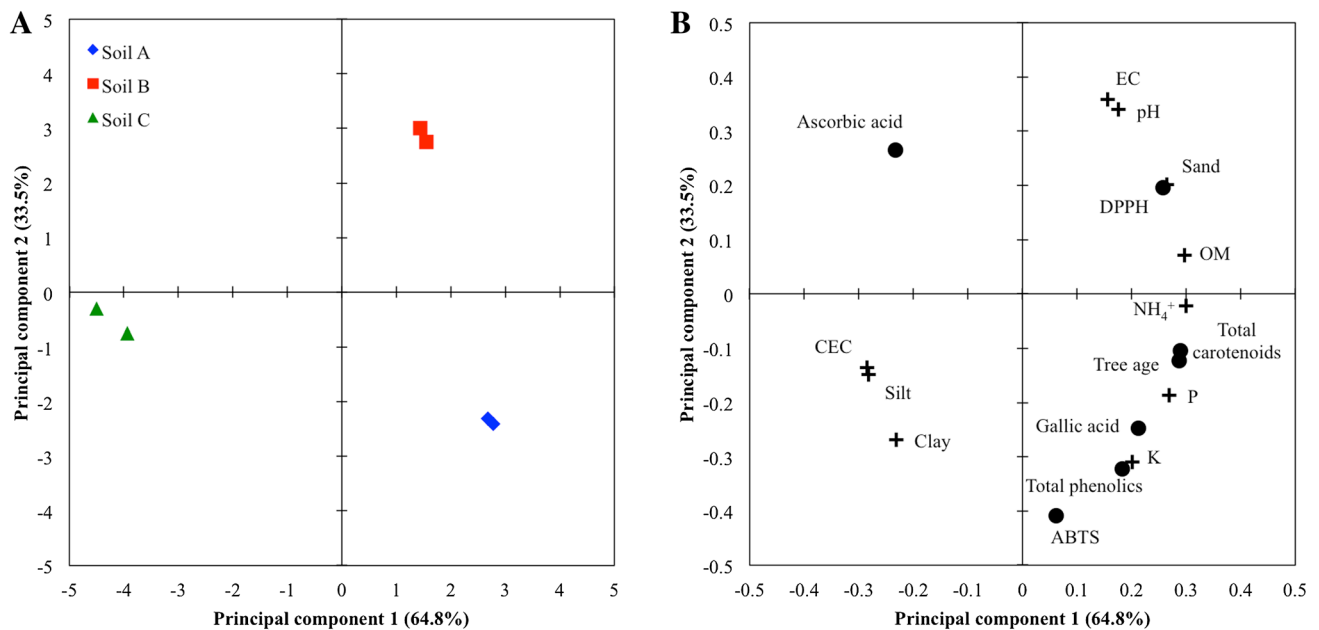 A
5
4
3
2
1
0
-1
-2
-3
-4
-5
Soil A
Soil B
Soil C
-5 -4 -3 -2 -1 0 1 2 3 4 5
Principal component 1 (64.8%)
Principal component 2 (33.5%)
B
0.5
0.4
0.3
0.2
0.1
0
-0.1
-0.2
-0.3
-0.4
-0.5
EC
pH
Ascorbic acid
Sand
DPPH
OM
NH₄⁺
Total
carotenoids
CEC
Tree age
Silt
P
Gallic acid
Clay
K
Total phenolics
ABTS
-0.5 -0.4 -0.3 -0.2 -0.1 0 0.1 0.2 0.3 0.4 0.5
Principal component 1 (64.8%)
Principal component 2 (33.5%)